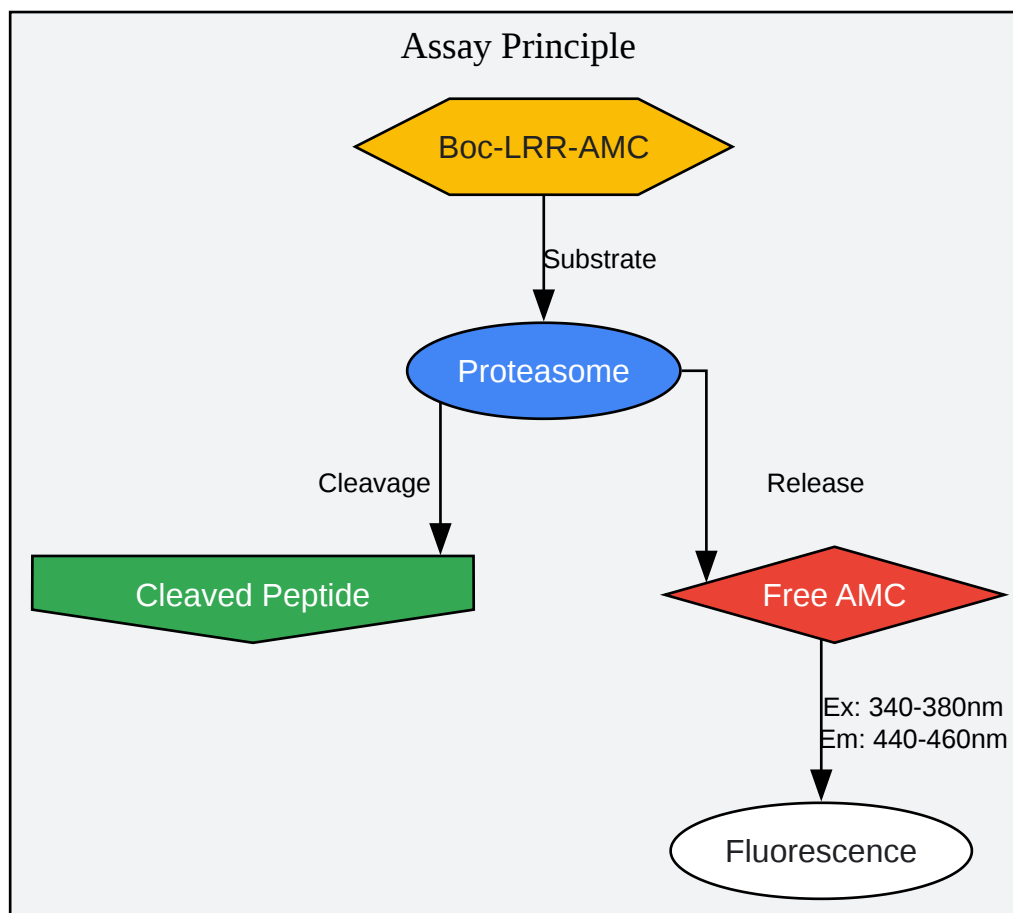 Assay Principle
Boc-LRR-AMC
Substrate
Proteasome
Cleavage
Release
Cleaved Peptide
Free AMC
Ex: 340-380nm
Em: 440-460nm
Fluorescence